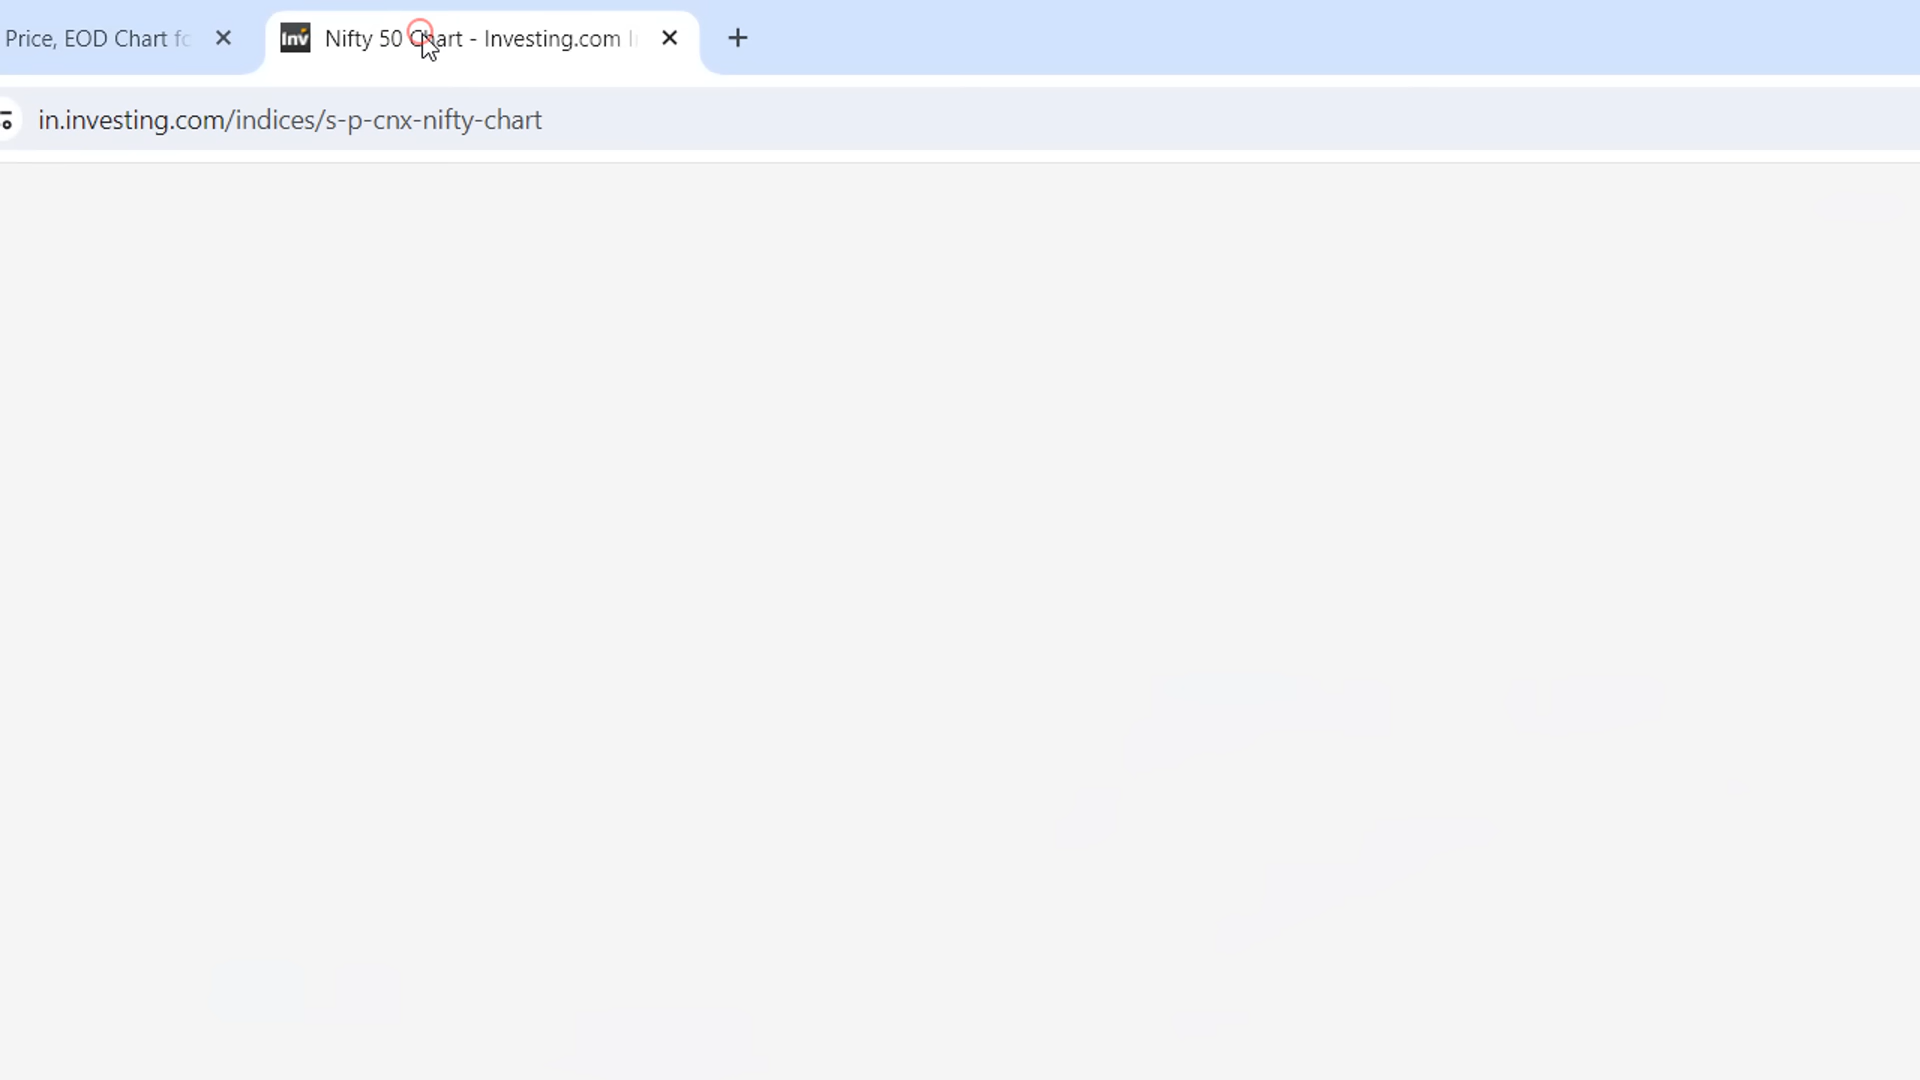 Price, EOD Chart fo
Inv Nifty 50 Chart - Investing.com I
in.investing.com/indices/s-p-cnx-nifty-chart